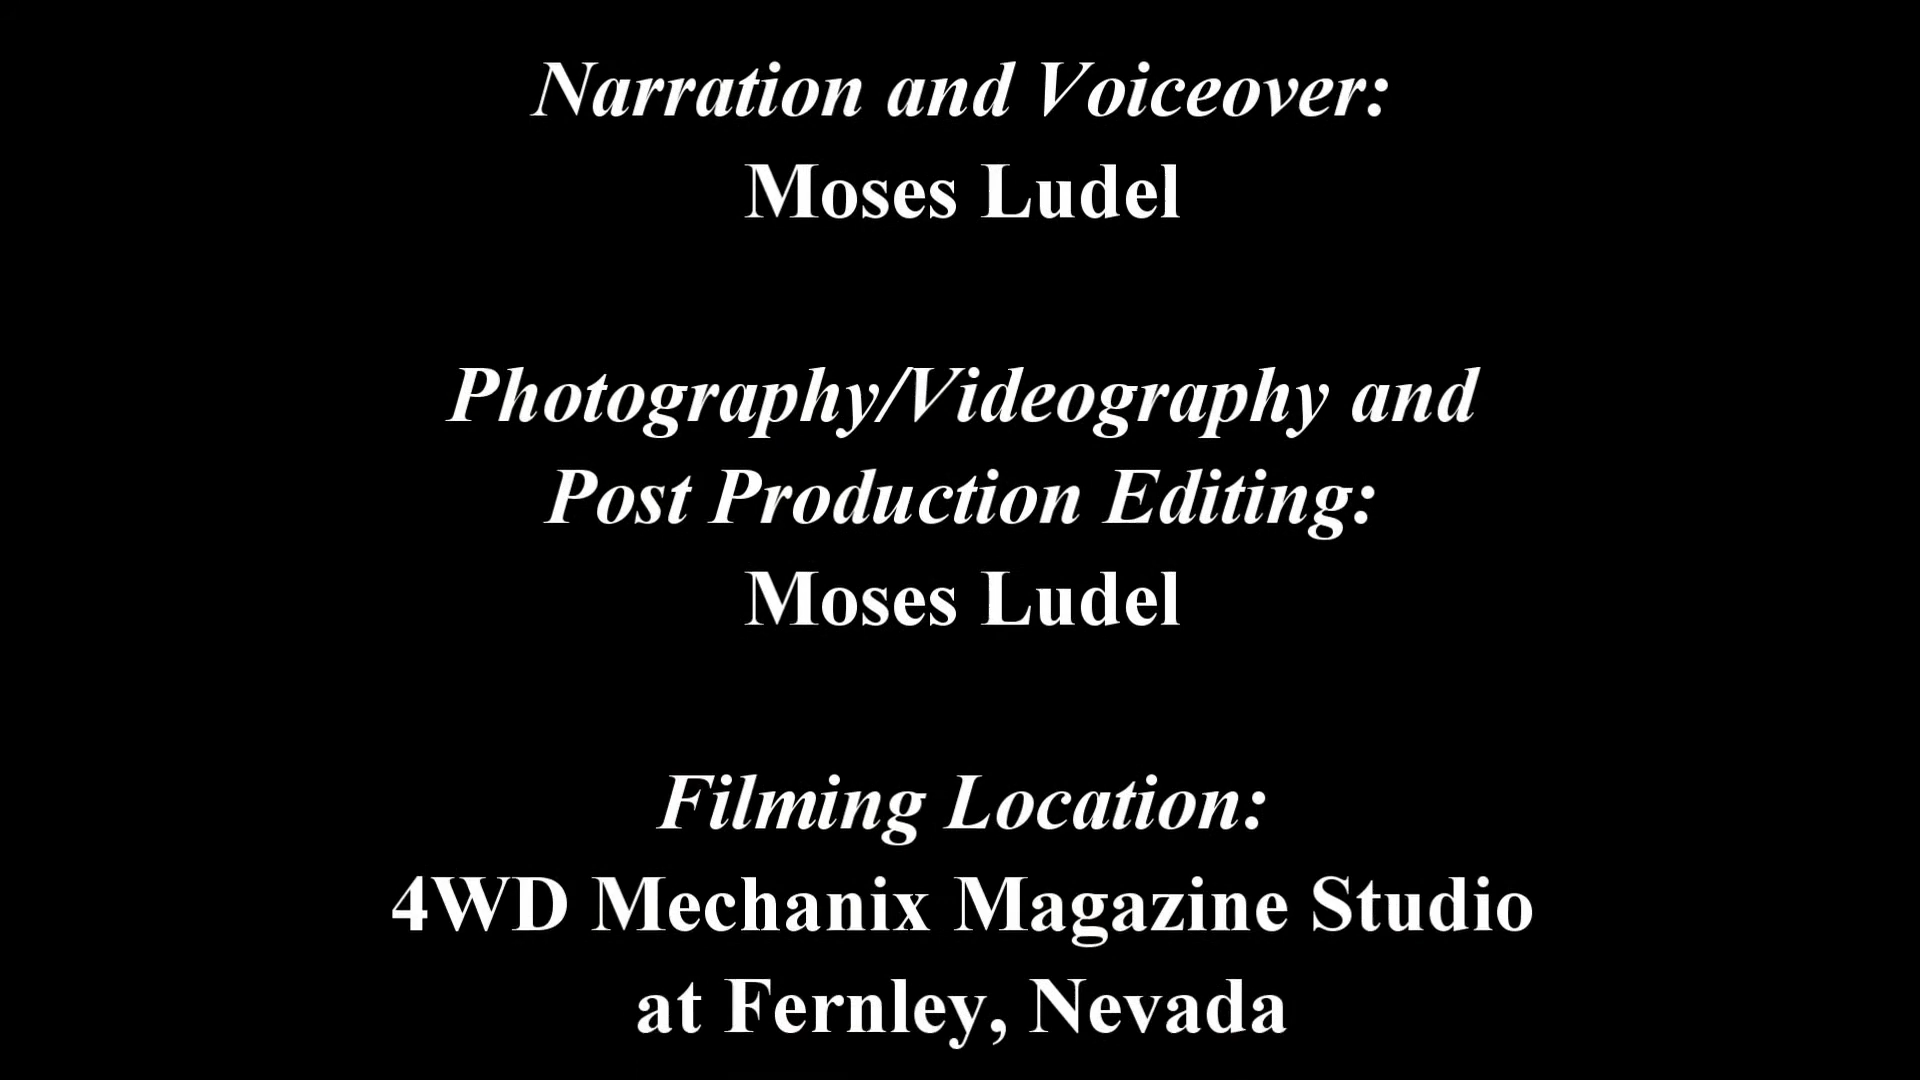 Narration and Voiceover:
Moses Ludel
Photography/Videography and
Post Production Editing:
Moses Ludel
Filming Location:
4WD Mechanix Magazine Studio
at Fernley, Nevada